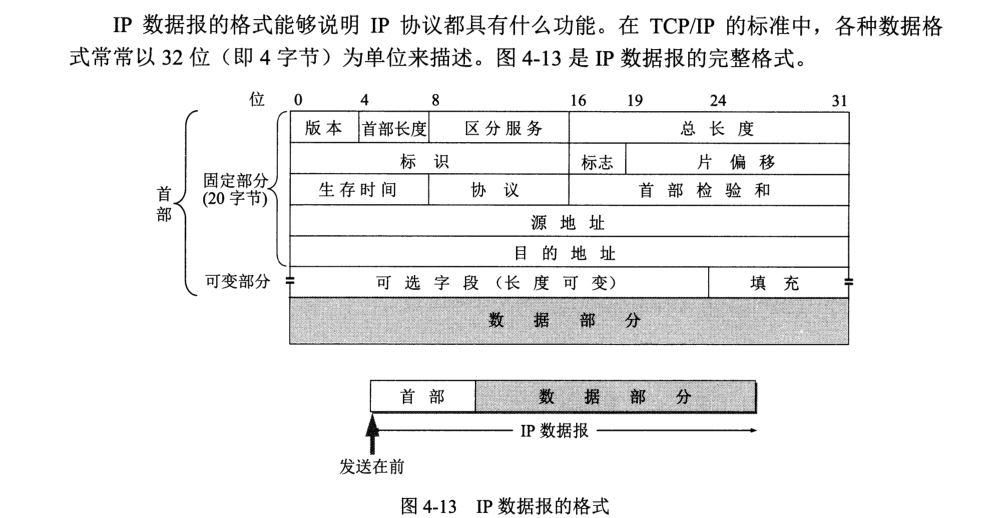 IP 数据报的格式能够说明 IP 协议都具有什么功能。在 TCP/IP 的标准中，各种数据格
式常常以 32 位（即 4 字节）为单位来描述。图 4-13 是 IP 数据报的完整格式。
位 0 4 8 16 19 24 31
版本 首部长度 区分服务 总长度
标识 标志 片偏移
固定部分
(20 字节)
首部
生存时间 协议 首部检验和
源地址
目的地址
可变部分 可选字段（长度可变） 填充
数据部分
首部 数据部分
IP 数据报
发送在前
图 4-13 IP 数据报的格式